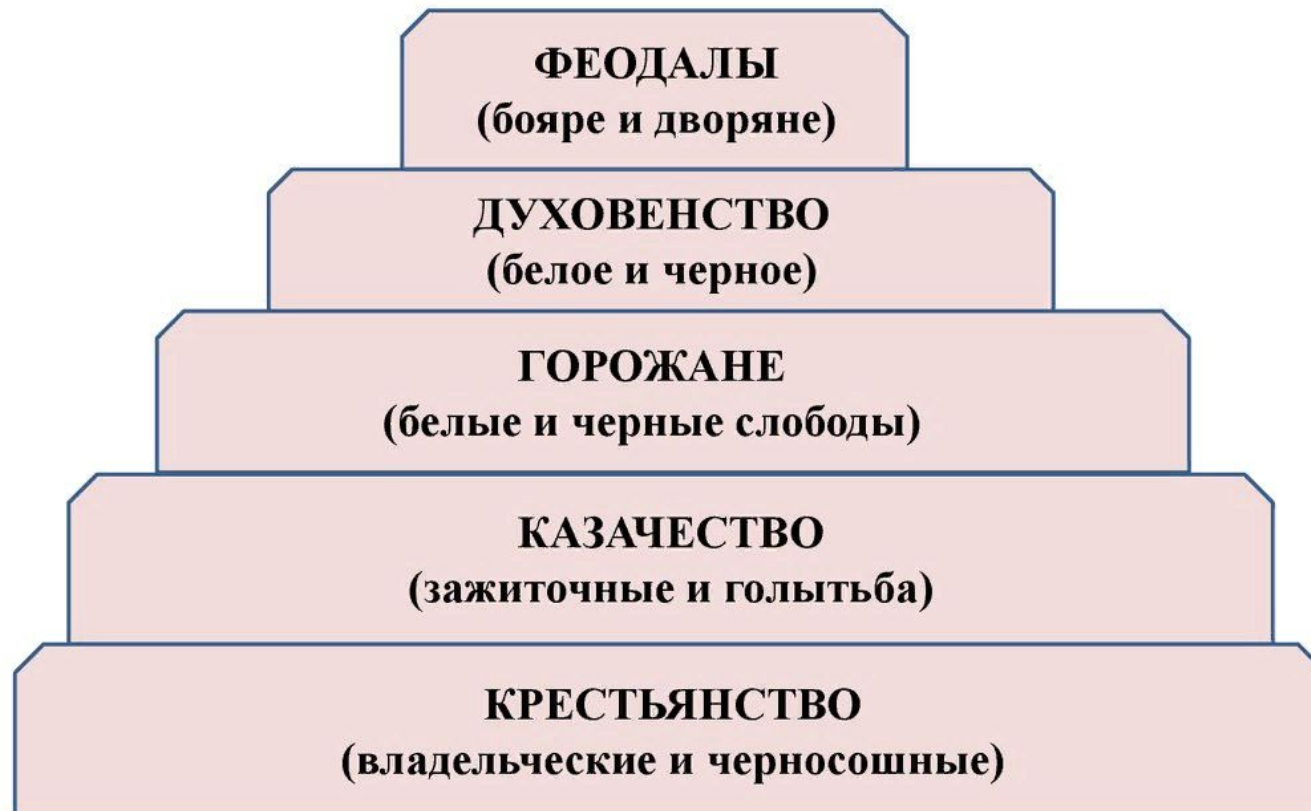 ФЕОДАЛЫ
(бояре и дворяне)
ДУХОВЕНСТВО
(белое и черное)
ГОРОЖАНЕ
(белые и черные слободы)
КАЗАЧЕСТВО
(зажиточные и голытьба)
КРЕСТЬЯНСТВО
(владельческие и черносошные)